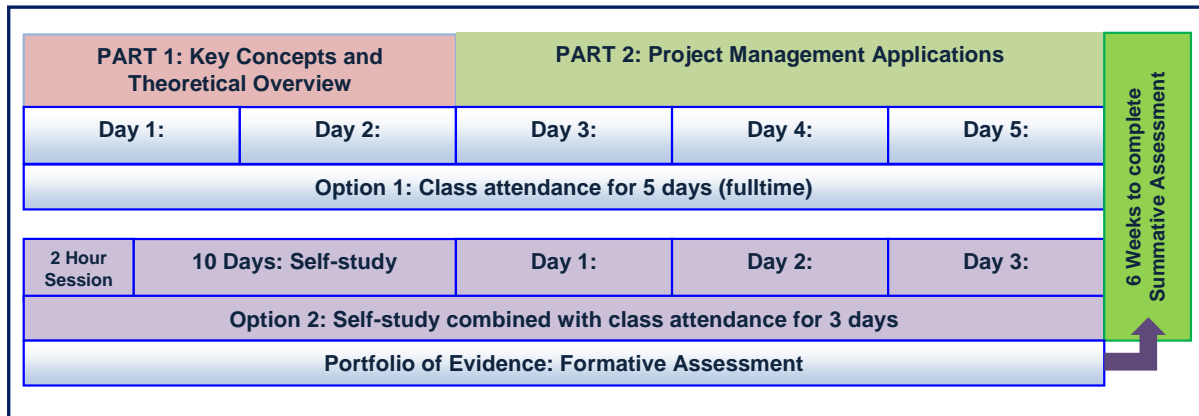 PART 1: Key Concepts and
Theoretical Overview
PART 2: Project Management Applications
Day 1:
Day 2:
Day 3:
Day 4:
Day 5:
Option 1: Class attendance for 5 days (fulltime)
2 Hour
Session
10 Days: Self-study
Day 1:
Day 2:
Day 3:
Option 2: Self-study combined with class attendance for 3 days
Portfolio of Evidence: Formative Assessment
6 Weeks to complete
Summative Assessment